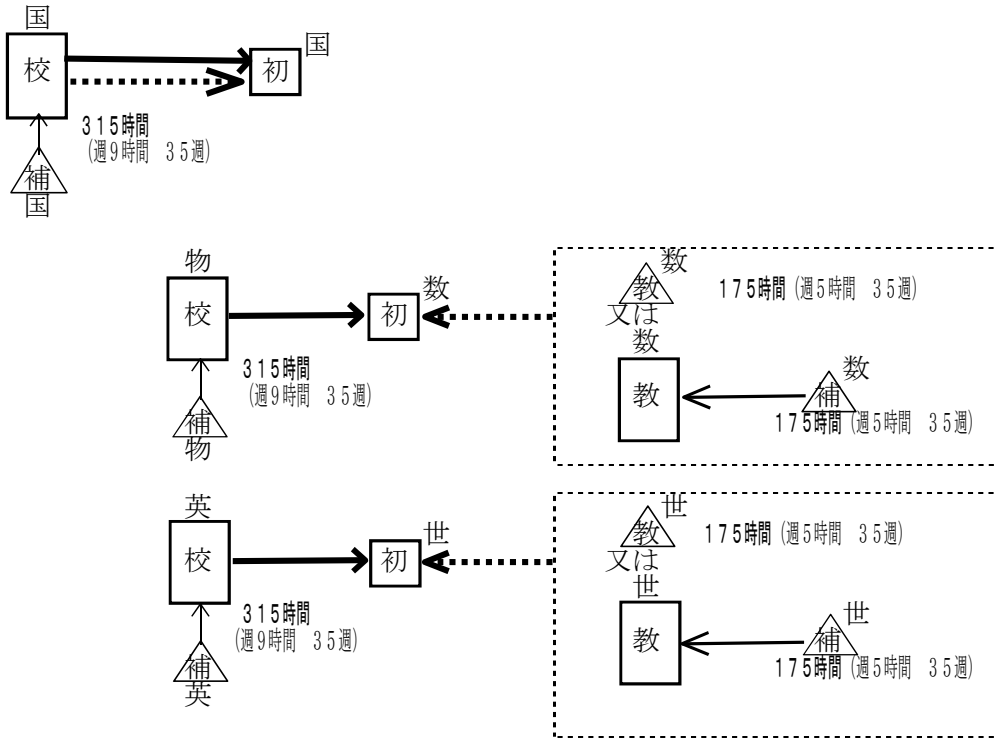 国
校
初
国
315時間
(週9時間 35週)
補
国
物
校
初
数
315時間
(週9時間 35週)
補
物
数
教
175時間 (週5時間 35週)
又は
数
教
補
数
175時間 (週5時間 35週)
英
校
初
世
315時間
(週9時間 35週)
補
英
世
教
175時間 (週5時間 35週)
又は
世
教
補
世
175時間 (週5時間 35週)